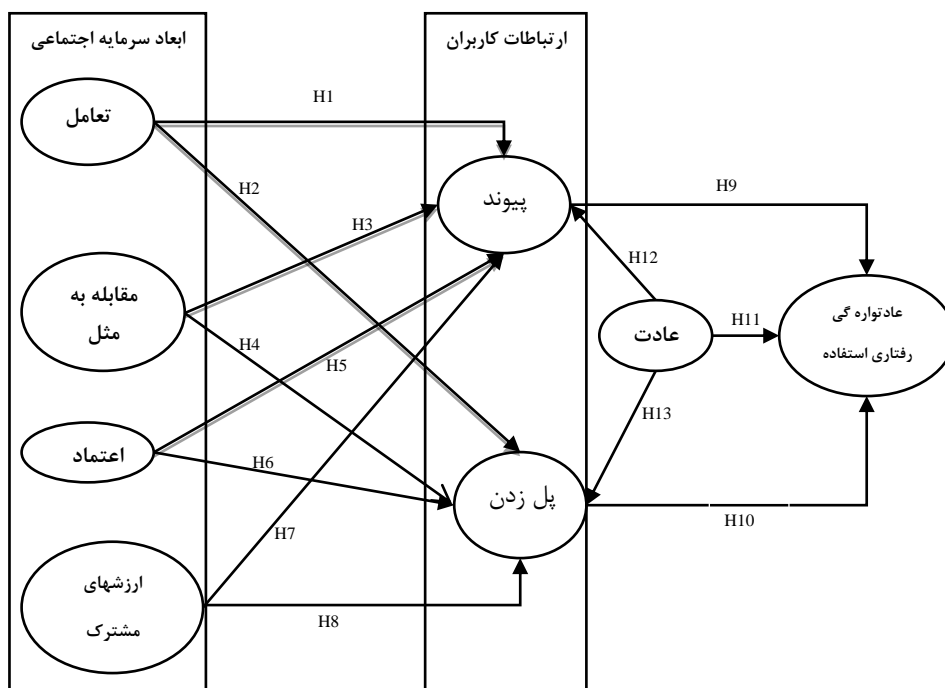 ابعاد سرمایه اجتماعی
ارتباطات کاربران
تعامل
H1
پیوند
H9
H2
H3
H12
مقابله به
مثل
H4
H5
عادت
H11
عادتواره گی
رفتاری استفاده
H13
اعتماد
H6
H7
پل زدن
H10
ارزشهای
مشترک
H8